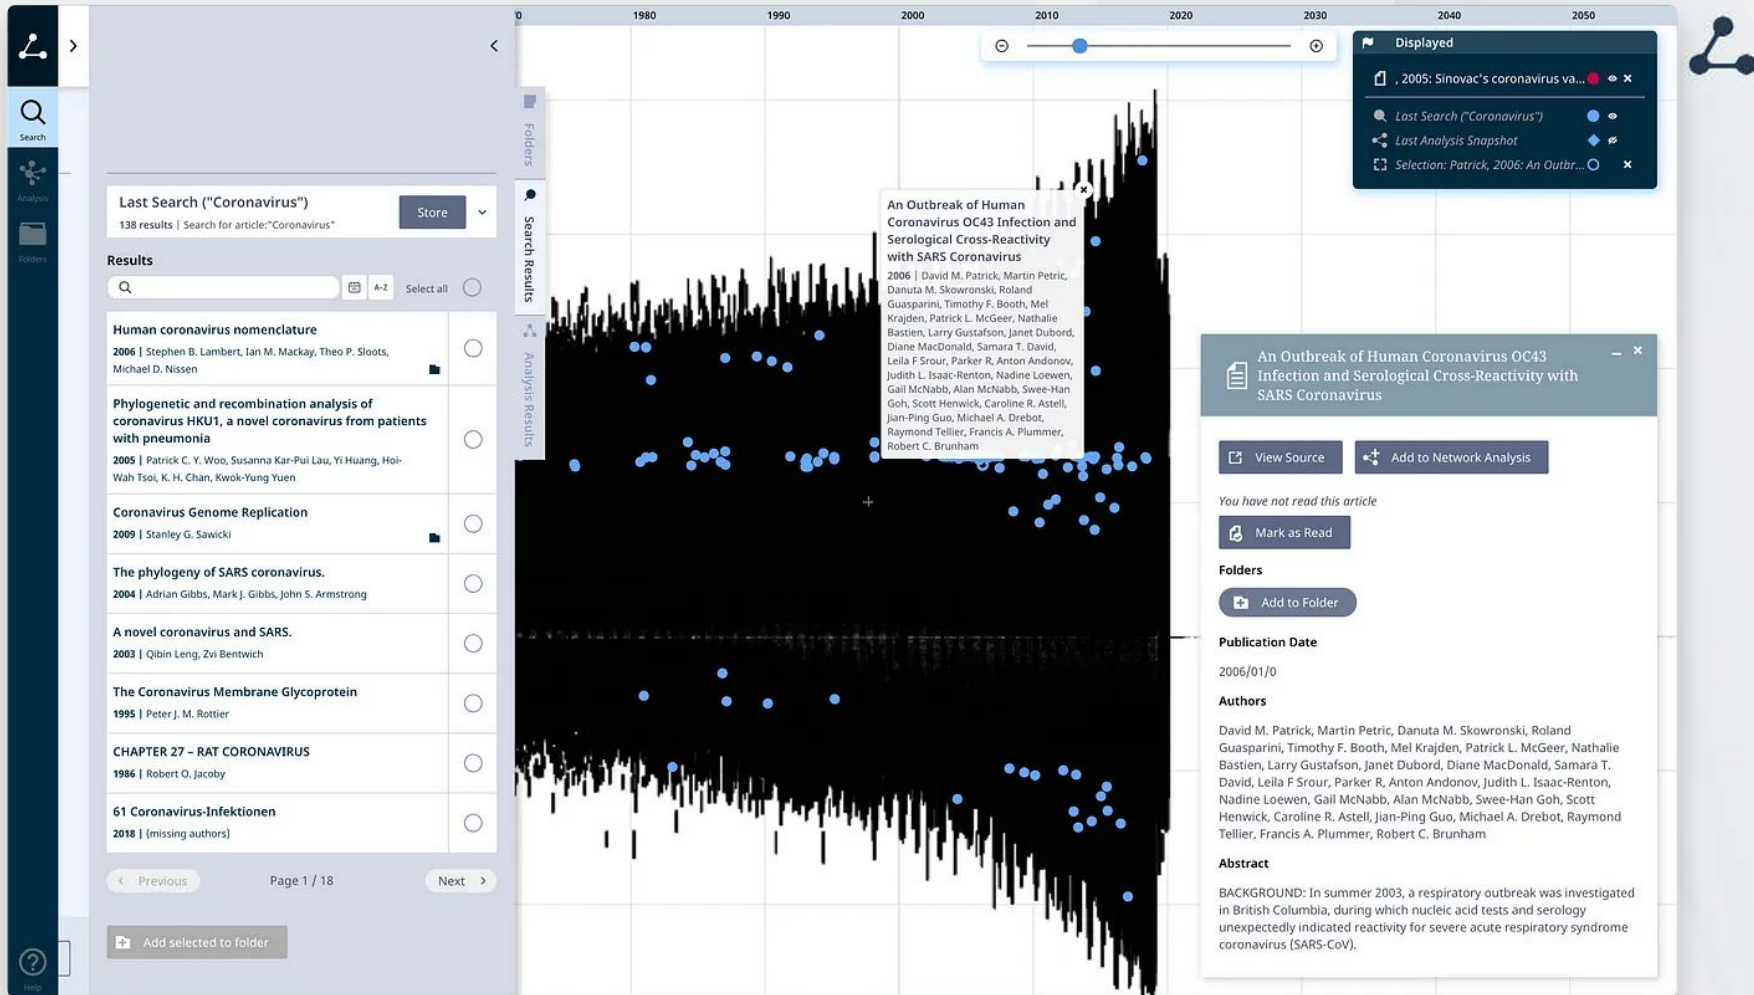 0
1980
1990
2000
2010
2020
2030
2040
2050
Search
Analysis
Folders
Help
Last Search ("Coronavirus")
138 results | Search for article:"Coronavirus"
Store
Results
A-Z
Select all
Human coronavirus nomenclature
2006 | Stephen B. Lambert, Ian M. Mackay, Theo P. Sloots,
Michael D. Nissen
Phylogenetic and recombination analysis of
coronavirus HKU1, a novel coronavirus from patients
with pneumonia
2005 | Patrick C. Y. Woo, Susanna Kar-Pui Lau, Yi Huang, Hoi-
Wah Tsoi, K. H. Chan, Kwok-Yung Yuen
Coronavirus Genome Replication
2009 | Stanley G. Sawicki
The phylogeny of SARS coronavirus.
2004 | Adrian Gibbs, Mark J. Gibbs, John S. Armstrong
A novel coronavirus and SARS.
2003 | Qibin Leng, Zvi Bentwich
The Coronavirus Membrane Glycoprotein
1995 | Peter J. M. Rottier
CHAPTER 27 – RAT CORONAVIRUS
1986 | Robert O. Jacoby
61 Coronavirus-Infektionen
2018 | (missing authors)
Previous
Page 1 / 18
Next
Add selected to folder
Folders
Search Results
Analysis Results
An Outbreak of Human
Coronavirus OC43 Infection and
Serological Cross-Reactivity
with SARS Coronavirus
2006 | David M. Patrick, Martin Petric,
Danuta M. Skowronski, Roland
Guasparini, Timothy F. Booth, Mel
Krajden, Patrick L. McGeer, Nathalie
Bastien, Larry Gustafson, Janet Dubord,
Diane MacDonald, Samara T. David,
Leila F Srour, Parker R, Anton Andonov,
Judith L. Isaac-Renton, Nadine Loewen,
Gail McNabb, Alan McNabb, Swee-Han
Goh, Scott Henwick, Caroline R. Astell,
Jian-Ping Guo, Michael A. Drebot,
Raymond Tellier, Francis A. Plummer,
Robert C. Brunham
Displayed
, 2005: Sinovac's coronavirus va...
Last Search ("Coronavirus")
Last Analysis Snapshot
Selection: Patrick, 2006: An Outbr...
An Outbreak of Human Coronavirus OC43
Infection and Serological Cross-Reactivity with
SARS Coronavirus
View Source
Add to Network Analysis
You have not read this article
Mark as Read
Folders
Add to Folder
Publication Date
2006/01/0
Authors
David M. Patrick, Martin Petric, Danuta M. Skowronski, Roland
Guasparini, Timothy F. Booth, Mel Krajden, Patrick L. McGeer, Nathalie
Bastien, Larry Gustafson, Janet Dubord, Diane MacDonald, Samara T.
David, Leila F Srour, Parker R, Anton Andonov, Judith L. Isaac-Renton,
Nadine Loewen, Gail McNabb, Alan McNabb, Swee-Han Goh, Scott
Henwick, Caroline R. Astell, Jian-Ping Guo, Michael A. Drebot, Raymond
Tellier, Francis A. Plummer, Robert C. Brunham
Abstract
BACKGROUND: In summer 2003, a respiratory outbreak was investigated
in British Columbia, during which nucleic acid tests and serology
unexpectedly indicated reactivity for severe acute respiratory syndrome
coronavirus (SARS-CoV).